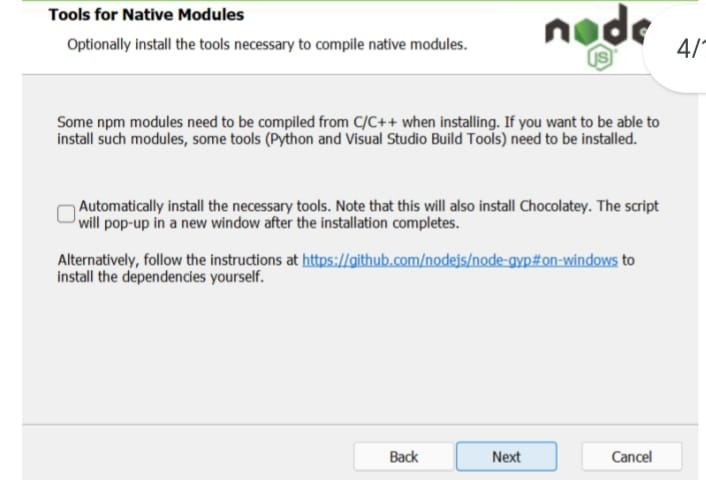 Tools for Native Modules
Optionally install the tools necessary to compile native modules.
JS
4/
Some npm modules need to be compiled from C/C++ when installing. If you want to be able to
install such modules, some tools (Python and Visual Studio Build Tools) need to be installed.
Automatically install the necessary tools. Note that this will also install Chocolatey. The script
will pop-up in a new window after the installation completes.
Alternatively, follow the instructions at https://github.com/nodejs/node-gyp#on-windows to
install the dependencies yourself.
Back
Next
Cancel